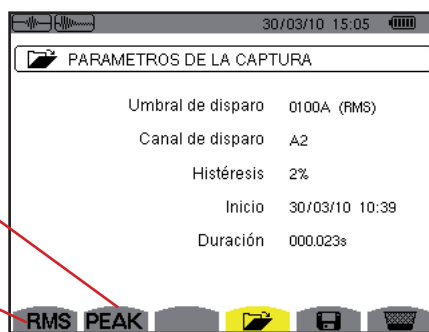 30/03/10 15:05
PARAMETROS DE LA CAPTURA
Umbral de disparo 0100A (RMS)
Canal de disparo A2
Histéresis 2%
Inicio 30/03/10 10:39
Duración 000.023s
RMS PEAK